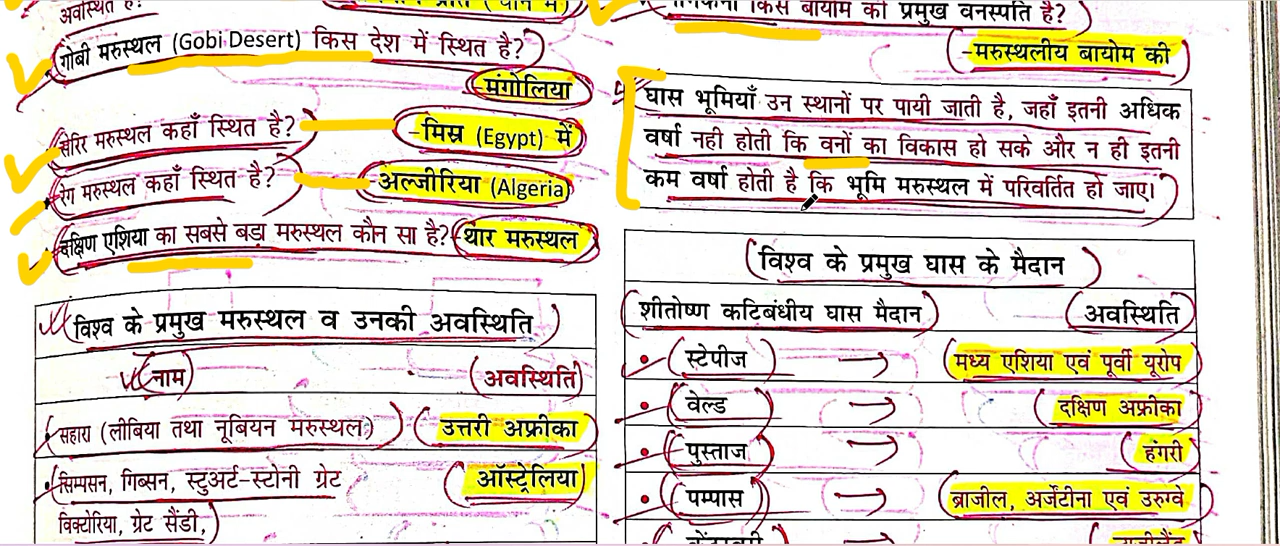 अवस्थित है?
गोबी मरुस्थल (Gobi Desert) किस देश में स्थित है?
-मंगोलिया
सेरिर मरुस्थल कहाँ स्थित है?
-मिस्र (Egypt) में
रेग मरुस्थल कहाँ स्थित है?
-अल्जीरिया (Algeria)
दक्षिण एशिया का सबसे बड़ा मरुस्थल कौन सा है? -थार मरुस्थल
विश्व के प्रमुख मरुस्थल व उनकी अवस्थिति
नाम अवस्थिति
सहारा (लीबिया तथा नूबियन मरुस्थल) उत्तरी अफ्रीका
सिम्पसन, गिब्सन, स्टुअर्ट-स्टोनी ग्रेट ऑस्ट्रेलिया
विक्टोरिया, ग्रेट सैंडी,
किस बायोम की प्रमुख वनस्पति है?
-मरुस्थलीय बायोम की
घास भूमियाँ उन स्थानों पर पायी जाती है, जहाँ इतनी अधिक
वर्षा नही होती कि वनों का विकास हो सके और न ही इतनी
कम वर्षा होती है कि भूमि मरुस्थल में परिवर्तित हो जाए।
विश्व के प्रमुख घास के मैदान
शीतोष्ण कटिबंधीय घास मैदान अवस्थिति
• स्टेपीज → मध्य एशिया एवं पूर्वी यूरोप
• वेल्ड → दक्षिण अफ्रीका
• पुस्ताज → हंगरी
• पम्पास → ब्राजील, अर्जेंटीना एवं उरुग्वे